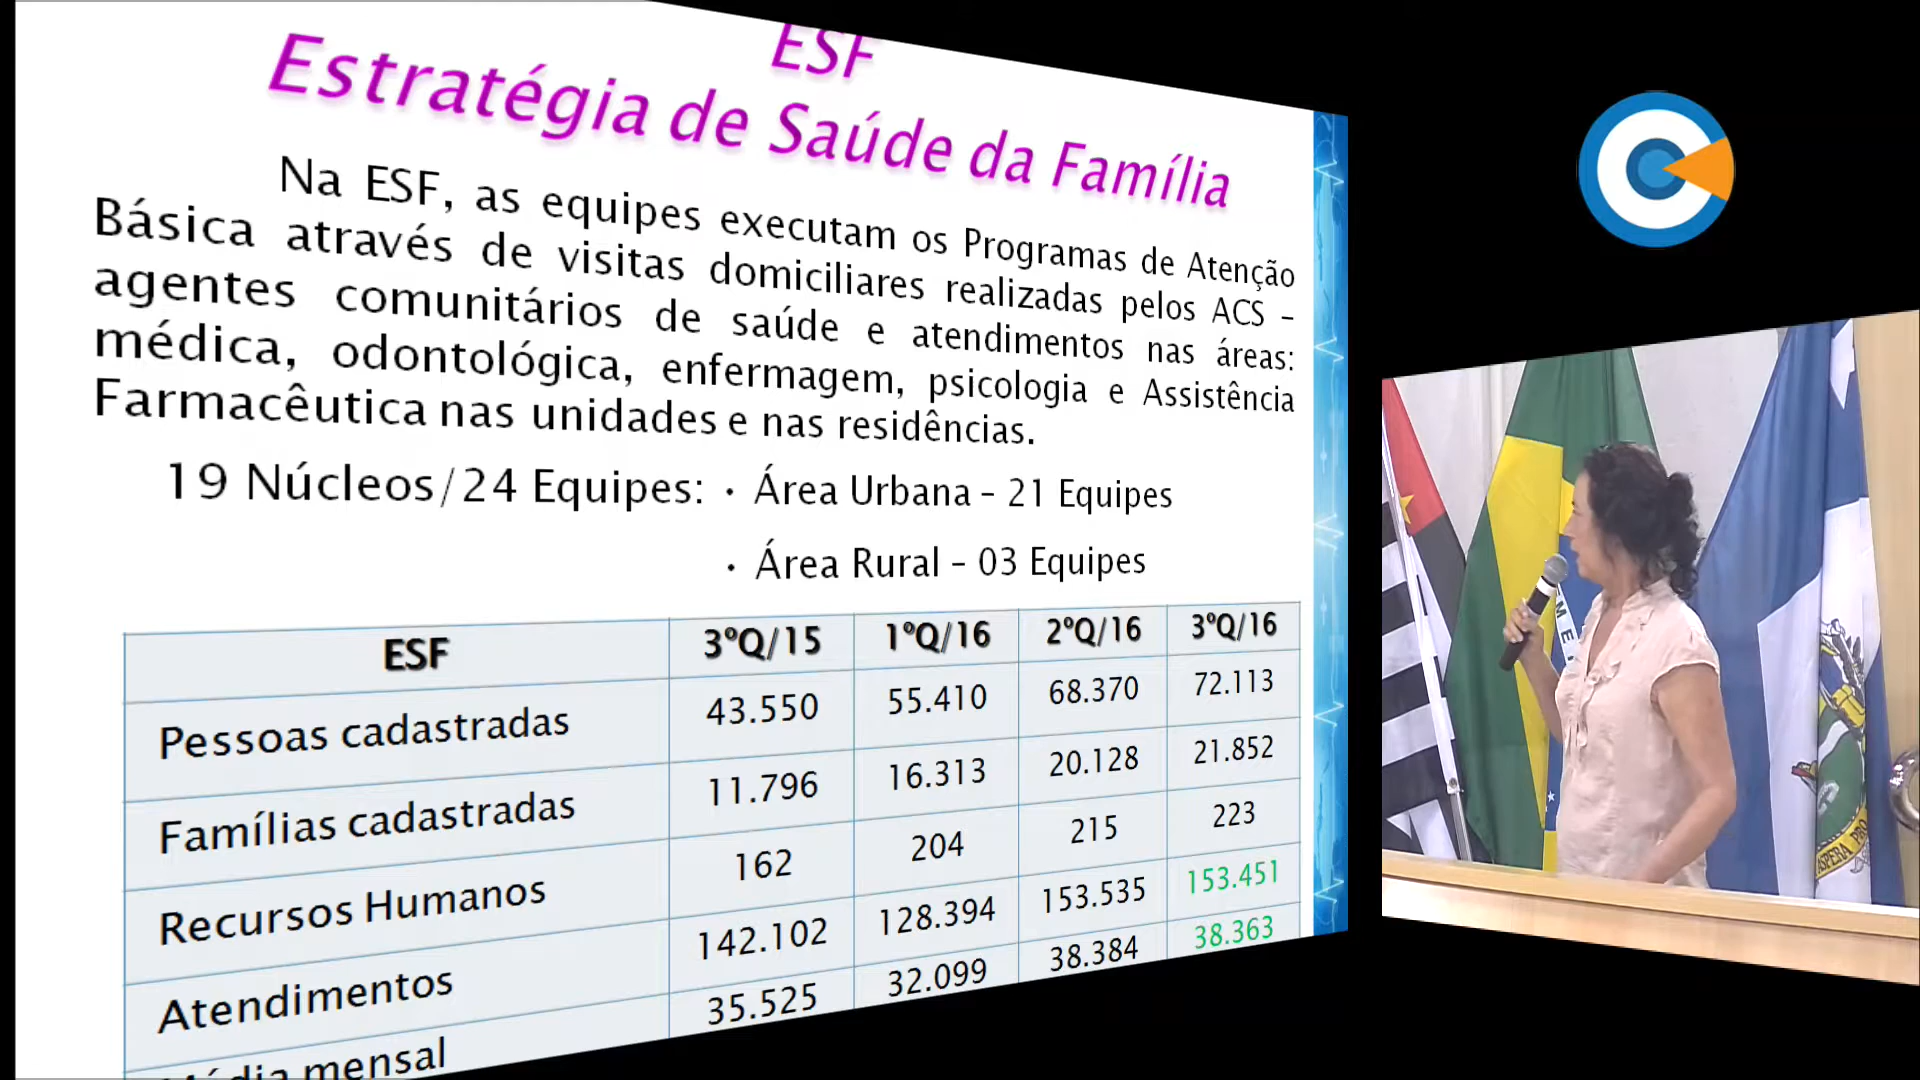 ESF
Estratégia de Saúde da Família
Na ESF, as equipes executam os Programas de Atenção
Básica através de visitas domiciliares realizadas pelos ACS –
agentes comunitários de saúde e atendimentos nas áreas:
médica, odontológica, enfermagem, psicologia e Assistência
Farmacêutica nas unidades e nas residências.
19 Núcleos/24 Equipes: • Área Urbana – 21 Equipes
• Área Rural – 03 Equipes
ESF 3ºQ/15 1ºQ/16 2ºQ/16 3ºQ/16
Pessoas cadastradas 43.550 55.410 68.370 72.113
Famílias cadastradas 11.796 16.313 20.128 21.852
Recursos Humanos 162 204 215 223
Atendimentos 142.102 128.394 153.535 153.451
Média mensal 35.525 32.099 38.384 38.363